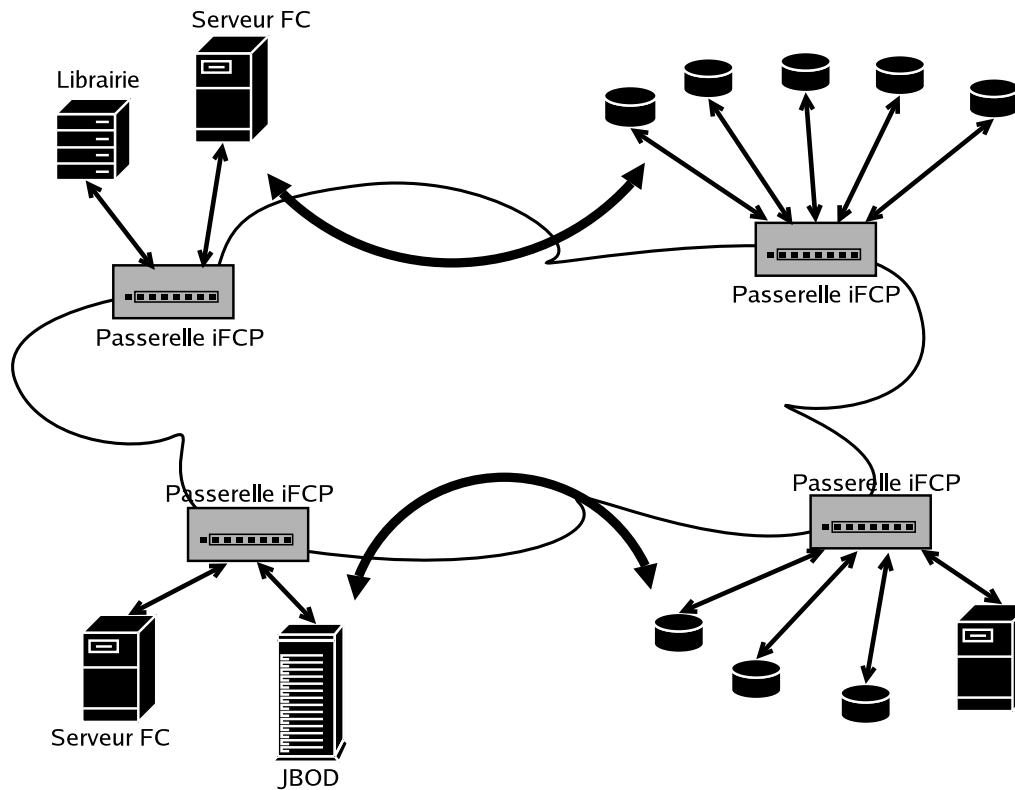 Serveur FC
Librairie
Passerelle iFCP
Passerelle iFCP
Passerelle iFCP
Passerelle iFCP
Serveur FC
JBOD